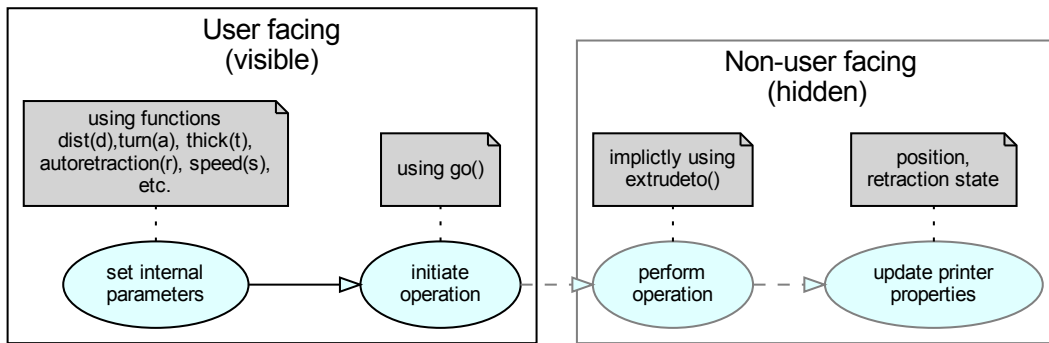 User facing
(visible)
using functions
dist(d),turn(a), thick(t),
autoretraction(r), speed(s),
etc.
using go()
set internal
parameters
initiate
operation
Non-user facing
(hidden)
implictly using
extrudeto()
position,
retraction state
perform
operation
update printer
properties